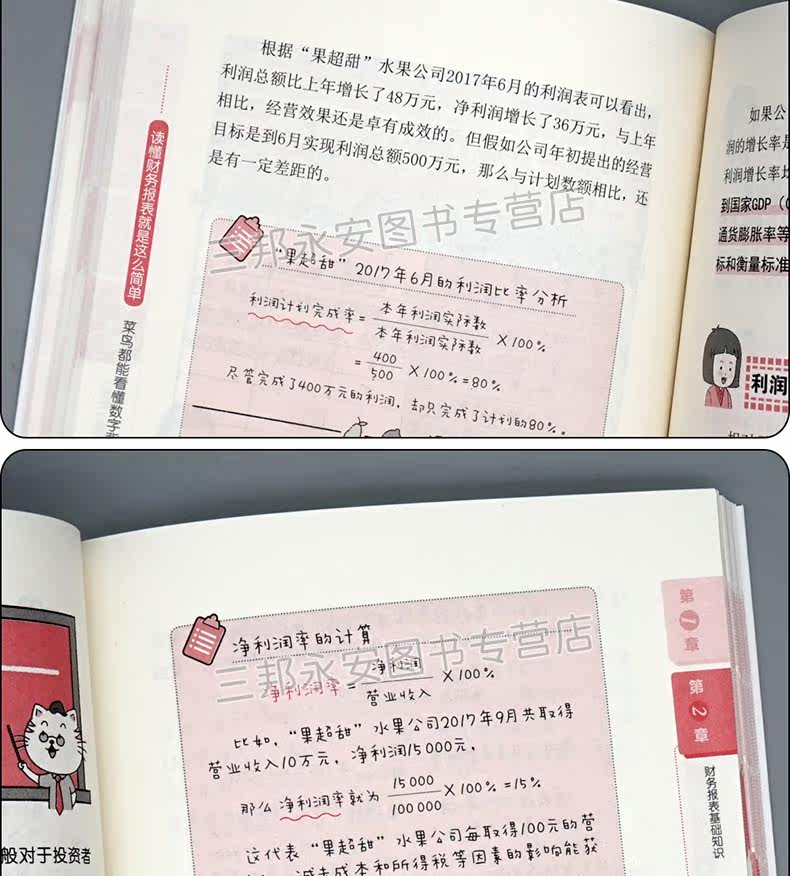 根据“果超甜”水果公司2017年6月的利润表可以看出，
利润总额比上年增长了48万元，净利润增长了36万元，与上年
相比，经营效果还是卓有成效的。但假如公司年初提出的经营
目标是到6月实现利润总额500万元，那么与计划数额相比，还
是有一定差距的。
读懂财务报表就是这么简单
菜鸟都能看懂数字
“果超甜”2017年6月的利润比率分析
利润计划完成率=本年利润实际数/本年利润实际数×100%
=400/500×100%=80%
尽管完成了400万元的利润，却只完成了计划的80%。
三邦永安图书专营店
如果公
润的增长率是
利润增长率
到国家GDP（
通货膨胀率等
标和衡量标准
利润
净利润率的计算
净利润率=净利润/营业收入×100%
比如，“果超甜”水果公司2017年9月共取得
营业收入10万元，净利润15000元，
那么净利润率就为15000/100000×100%=15%
这代表“果超甜”水果公司每取得100元的营
减去成本和所得税等因素的影响能获
三邦永安图书专营店
第1章
第2章
财务报表基础知识
般对于投资者